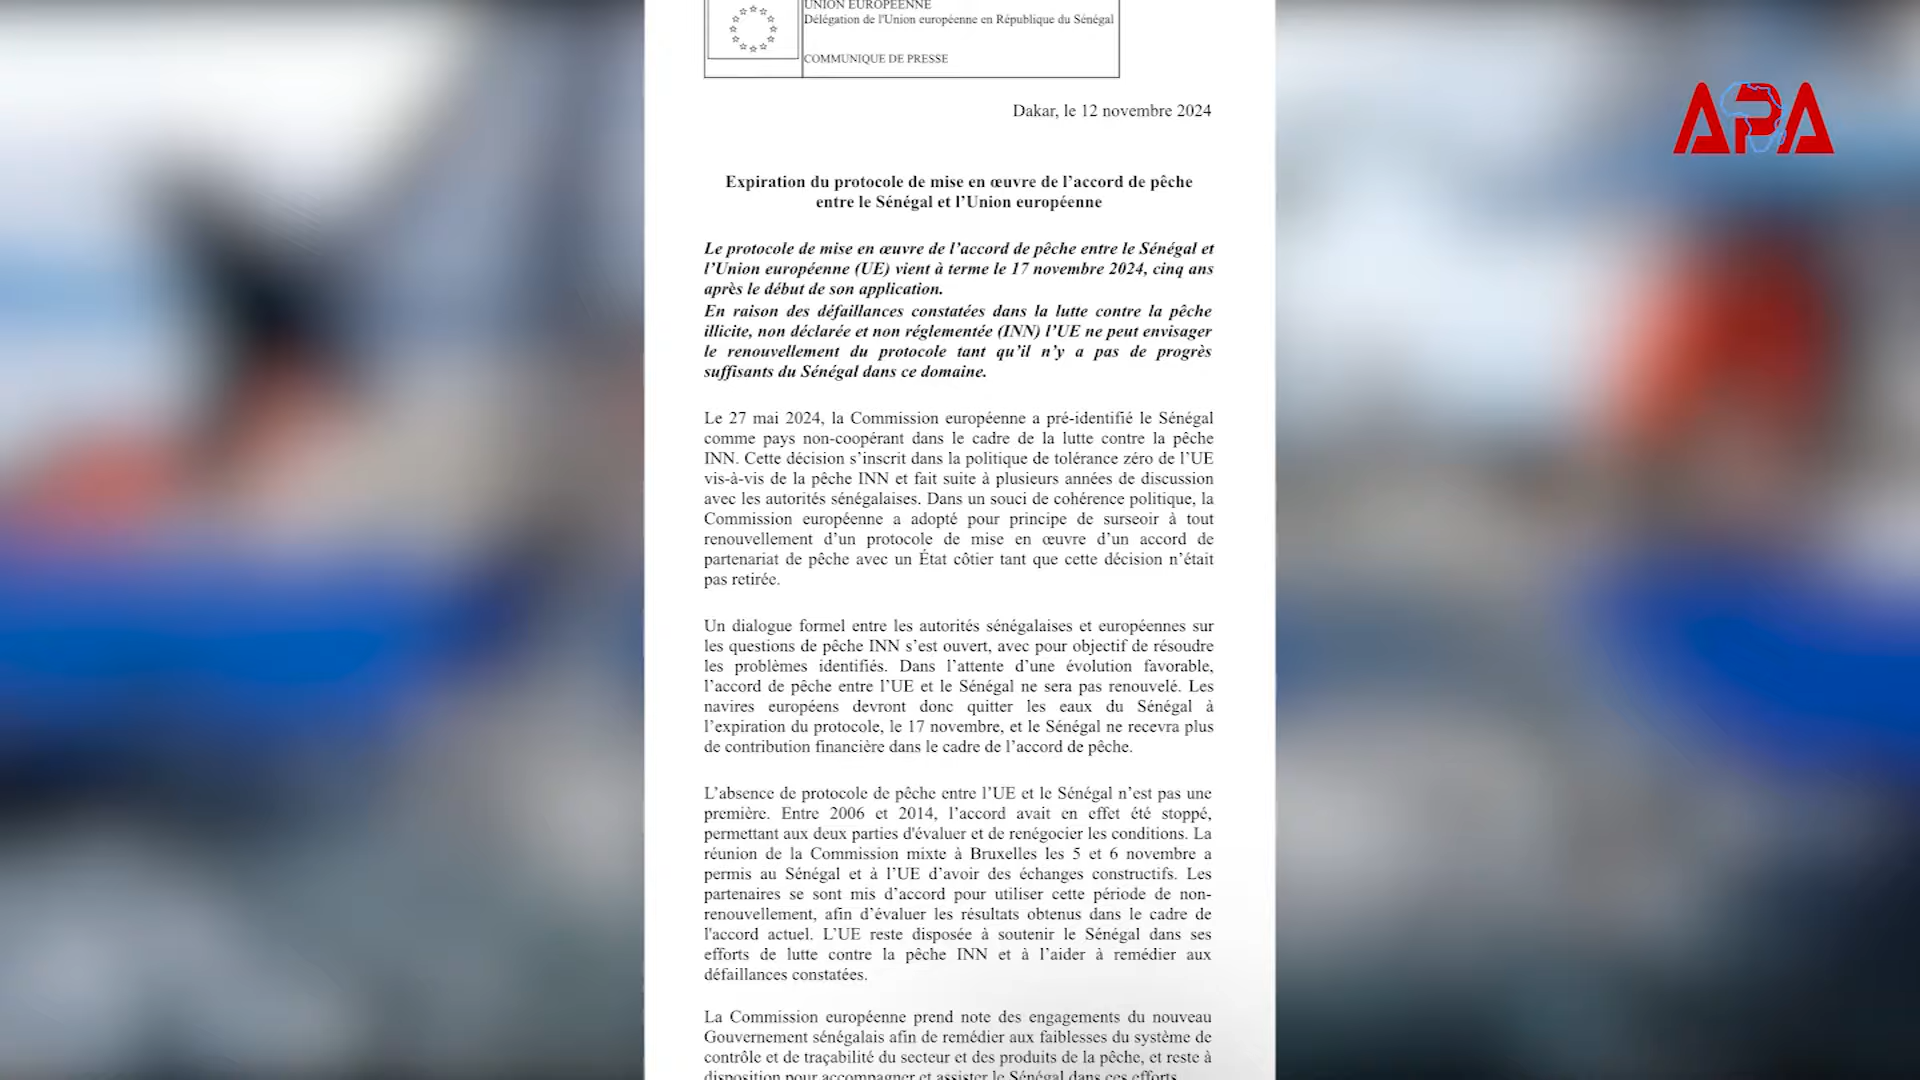 UNION EUROPÉENNE
Délégation de l'Union européenne en République du Sénégal
COMMUNIQUE DE PRESSE
APA
Dakar, le 12 novembre 2024
Expiration du protocole de mise en œuvre de l’accord de pêche
entre le Sénégal et l’Union européenne
Le protocole de mise en œuvre de l’accord de pêche entre le Sénégal et
l’Union européenne (UE) vient à terme le 17 novembre 2024, cinq ans
après le début de son application.
En raison des défaillances constatées dans la lutte contre la pêche
illicite, non déclarée et non réglementée (INN) l’UE ne peut envisager
le renouvellement du protocole tant qu’il n’y a pas de progrès
suffisants du Sénégal dans ce domaine.
Le 27 mai 2024, la Commission européenne a pré-identifié le Sénégal
comme pays non-coopérant dans le cadre de la lutte contre la pêche
INN. Cette décision s’inscrit dans la politique de tolérance zéro de l’UE
vis-à-vis de la pêche INN et fait suite à plusieurs années de discussion
avec les autorités sénégalaises. Dans un souci de cohérence politique, la
Commission européenne a adopté pour principe de surseoir à tout
renouvellement d’un protocole de mise en œuvre d’un accord de
partenariat de pêche avec un État côtier tant que cette décision n’était
pas retirée.
Un dialogue formel entre les autorités sénégalaises et européennes sur
les questions de pêche INN s’est ouvert, avec pour objectif de résoudre
les problèmes identifiés. Dans l’attente d’une évolution favorable,
l’accord de pêche entre l’UE et le Sénégal ne sera pas renouvelé. Les
navires européens devront donc quitter les eaux du Sénégal à
l’expiration du protocole, le 17 novembre, et le Sénégal ne recevra plus
de contribution financière dans le cadre de l’accord de pêche.
L’absence de protocole de pêche entre l’UE et le Sénégal n’est pas une
première. Entre 2006 et 2014, l’accord avait en effet été stoppé,
permettant aux deux parties d'évaluer et de renégocier les conditions. La
réunion de la Commission mixte à Bruxelles les 5 et 6 novembre a
permis au Sénégal et à l’UE d’avoir des échanges constructifs. Les
partenaires se sont mis d’accord pour utiliser cette période de non-
renouvellement, afin d’évaluer les résultats obtenus dans le cadre de
l'accord actuel. L’UE reste disposée à soutenir le Sénégal dans ses
efforts de lutte contre la pêche INN et à l’aider à remédier aux
défaillances constatées.
La Commission européenne prend note des engagements du nouveau
Gouvernement sénégalais afin de remédier aux faiblesses du système de
contrôle et de traçabilité du secteur et des produits de la pêche, et reste à
disposition pour accompagner et assister le Sénégal dans ces efforts.